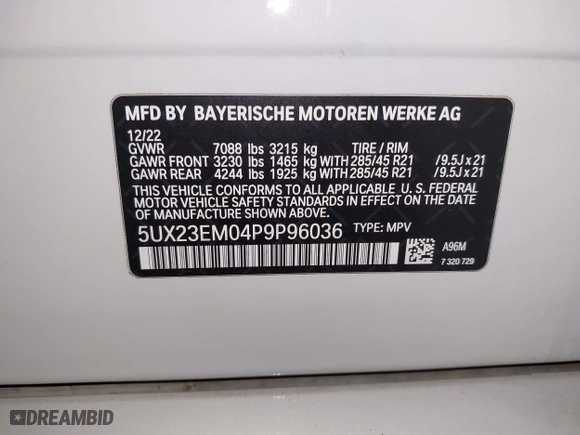 MFD BY BAYERISCHE MOTOREN WERKE AG
12/22
GVWR 7088 lbs 3215 kg TIRE / RIM
GAWR FRONT 3230 lbs 1465 kg WITH 285/45 R21 /9.5J x 21
GAWR REAR 4244 lbs 1925 kg WITH 285/45 R21 /9.5J x 21
THIS VEHICLE CONFORMS TO ALL APPLICABLE U. S. FEDERAL
MOTOR VEHICLE SAFETY STANDARDS IN EFFECT ON THE DATE OF
MANUFACTURE SHOWN ABOVE.
5UX23EM04P9P96036 TYPE: MPV
A96M
7 320 729
DREAMBID